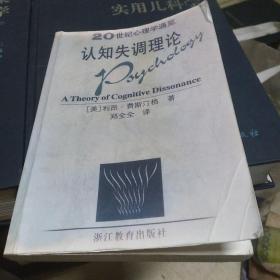 实用儿科学
20世纪心理学通览
认知失调理论
Psychology
A Theory of Cognitive Dissonance
[美]利昂·费斯汀格 著
郑全全 译
浙江教育出版社